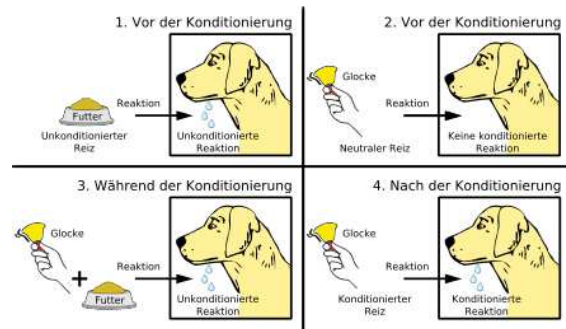 1. Vor der Konditionierung
Reaktion
Futter
Unkonditionierter
Reiz
Unkonditionierte
Reaktion
2. Vor der Konditionierung
Glocke
Reaktion
Neutraler Reiz
Keine konditionierte
Reaktion
3. Während der Konditionierung
Glocke
+
Reaktion
Futter
Unkonditionierte
Reaktion
4. Nach der Konditionierung
Glocke
Reaktion
Konditionierter
Reiz
Konditionierte
Reaktion